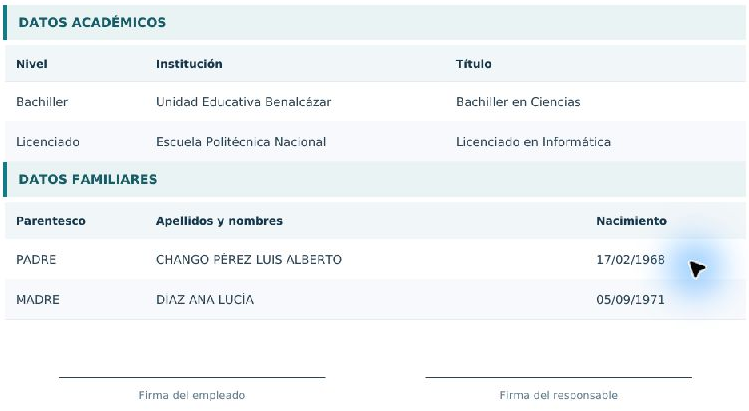 DATOS ACADÉMICOS
Nivel Institución Título
Bachiller Unidad Educativa Benalcázar Bachiller en Ciencias
Licenciado Escuela Politécnica Nacional Licenciado en Informática
DATOS FAMILIARES
Parentesco Apellidos y nombres Nacimiento
PADRE CHANGO PÉREZ LUIS ALBERTO 17/02/1968
MADRE DIAZ ANA LUCÍA 05/09/1971
Firma del empleado Firma del responsable